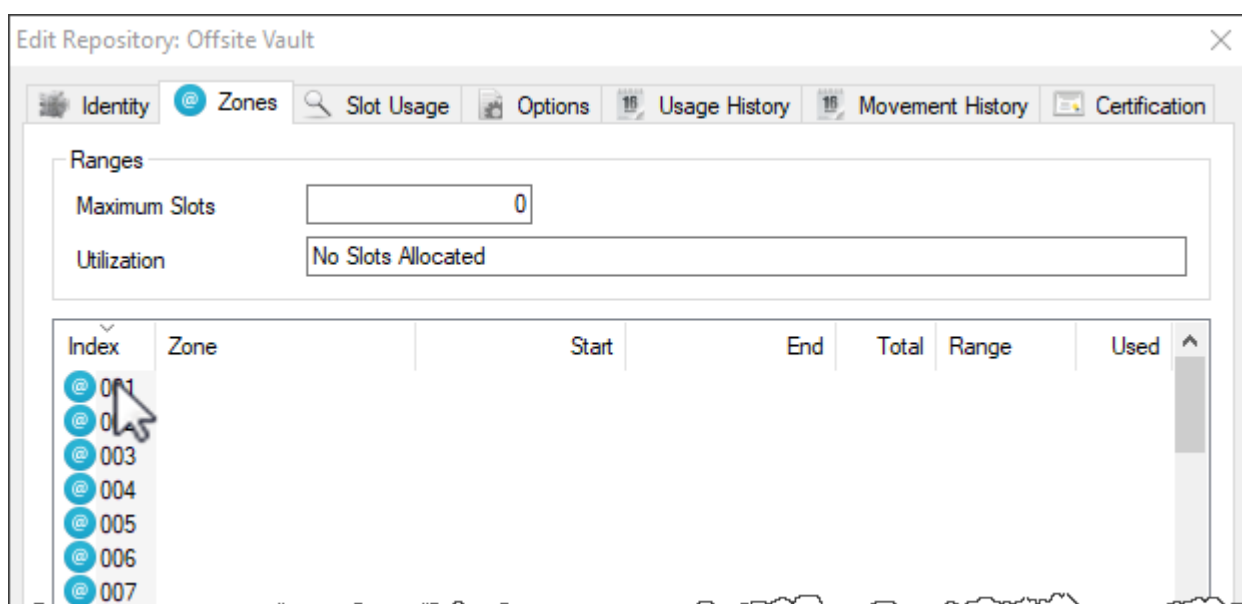 Edit Repository: Offsite Vault
Identity Zones Slot Usage Options Usage History Movement History Certification
Ranges
Maximum Slots 0
Utilization No Slots Allocated
Index Zone Start End Total Range Used
003
004
005
006
007